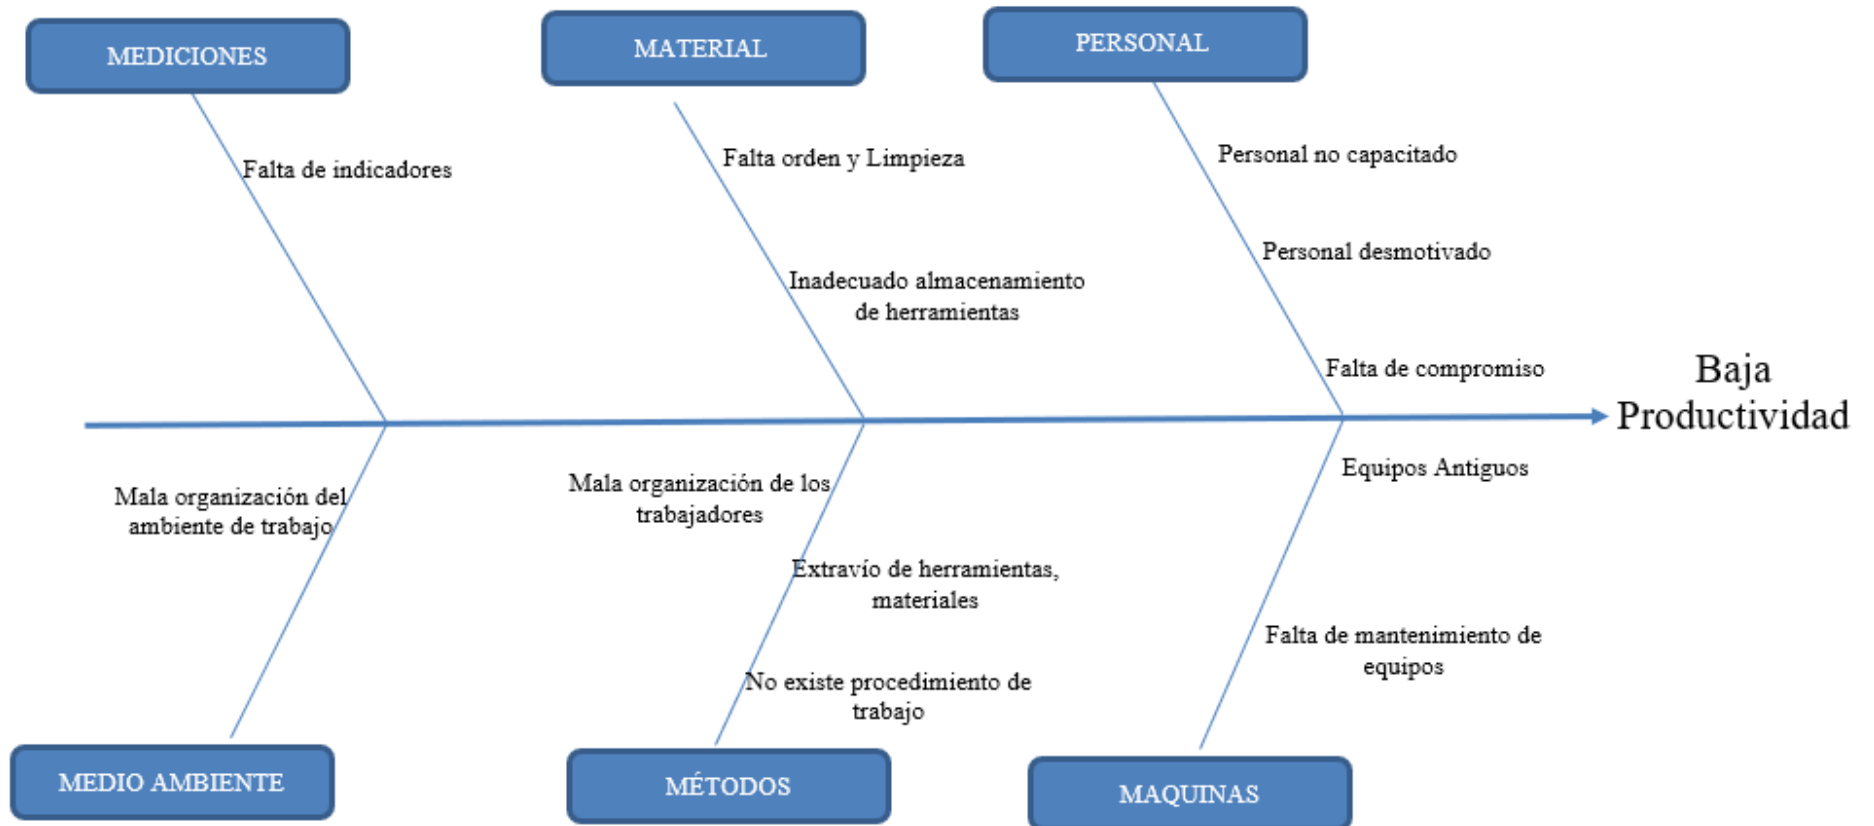 MEDICIONES
MATERIAL
PERSONAL
Falta de indicadores
Falta orden y Limpieza
Personal no capacitado
Personal desmotivado
Inadecuado almacenamiento
de herramientas
Falta de compromiso
Baja
Productividad
Mala organización del
ambiente de trabajo
Mala organización de los
trabajadores
Equipos Antiguos
Extravío de herramientas,
materiales
Falta de mantenimiento de
equipos
No existe procedimiento de
trabajo
MEDIO AMBIENTE
MÉTODOS
MAQUINAS